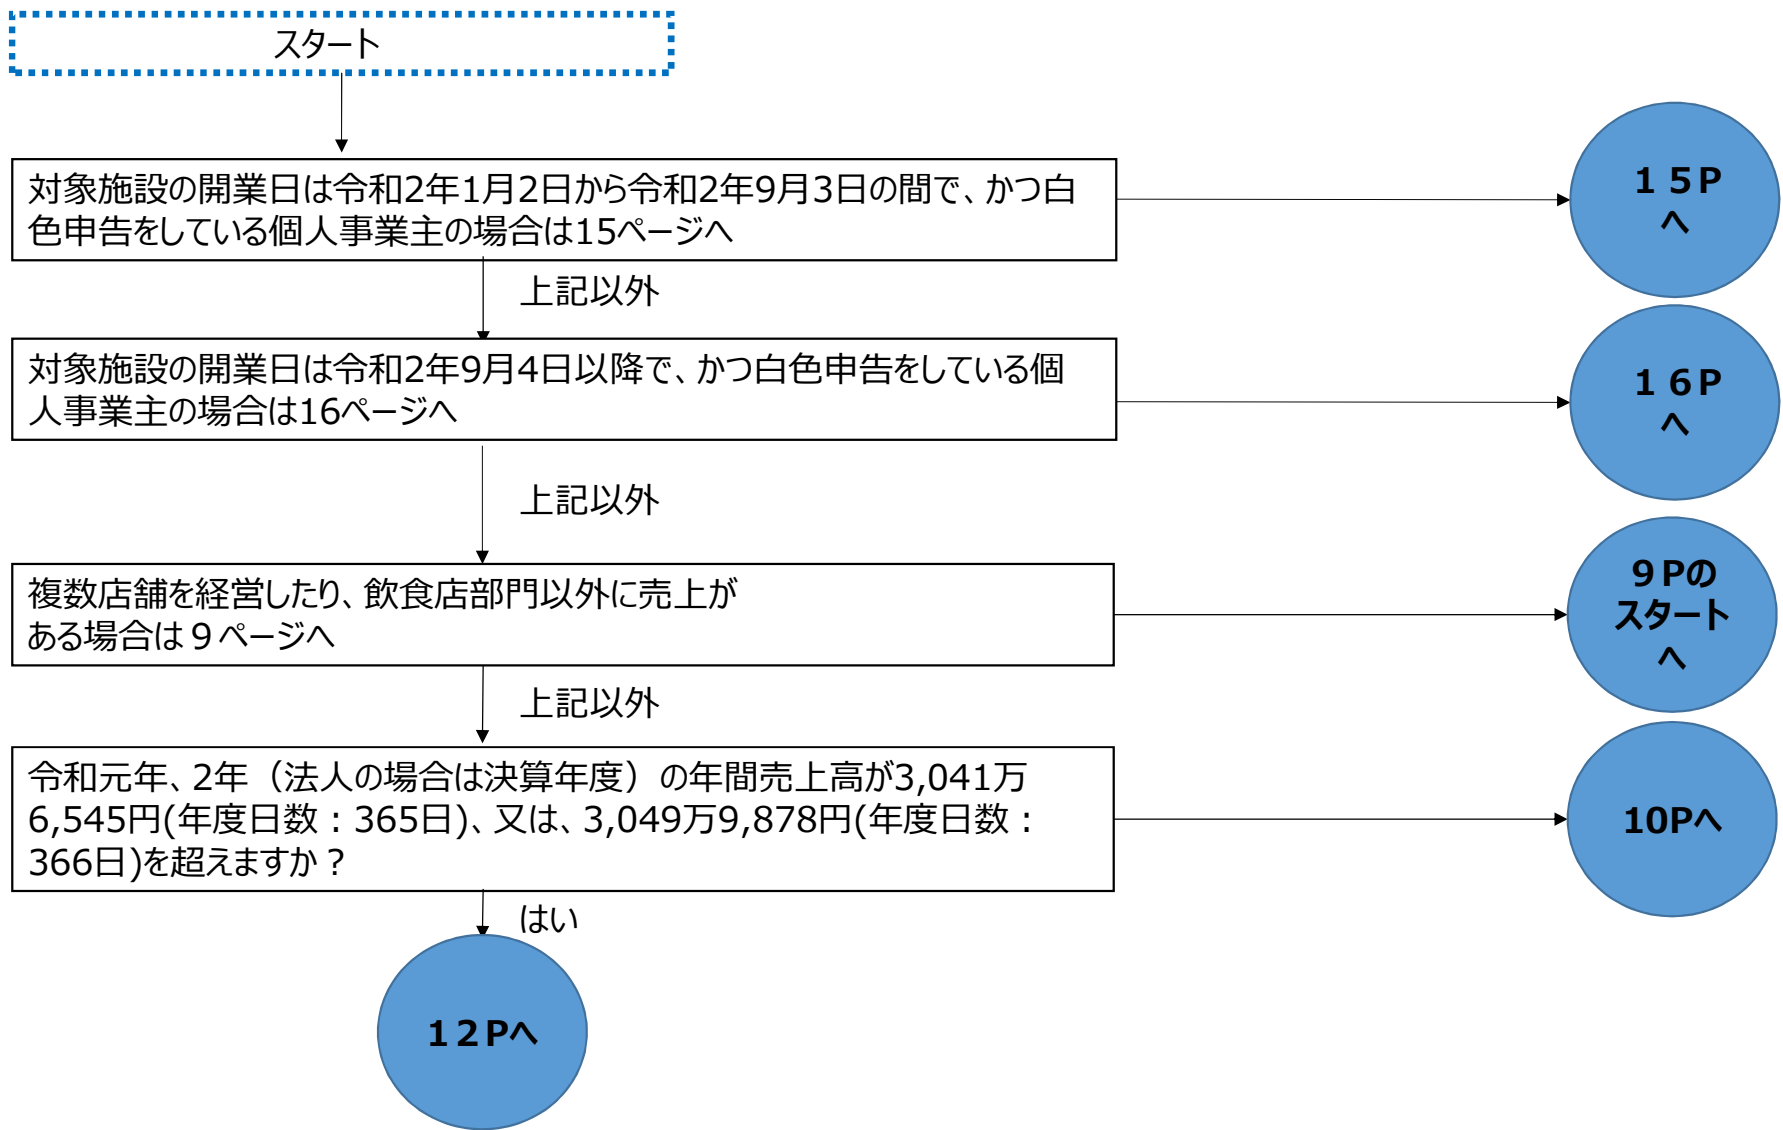 スタート
対象施設の開業日は令和2年1月2日から令和2年9月3日の間で、かつ白
色申告をしている個人事業主の場合は15ページへ
１５P
へ
上記以外
対象施設の開業日は令和2年9月4日以降で、かつ白色申告をしている個
人事業主の場合は16ページへ
１６P
へ
上記以外
複数店舗を経営したり、飲食店部門以外に売上が
ある場合は９ページへ
９Pの
スタート
へ
上記以外
令和元年、2年（法人の場合は決算年度）の年間売上高が3,041万
6,545円(年度日数：365日)、又は、3,049万9,878円(年度日数：
366日)を超えますか？
10Pへ
はい
１２Pへ